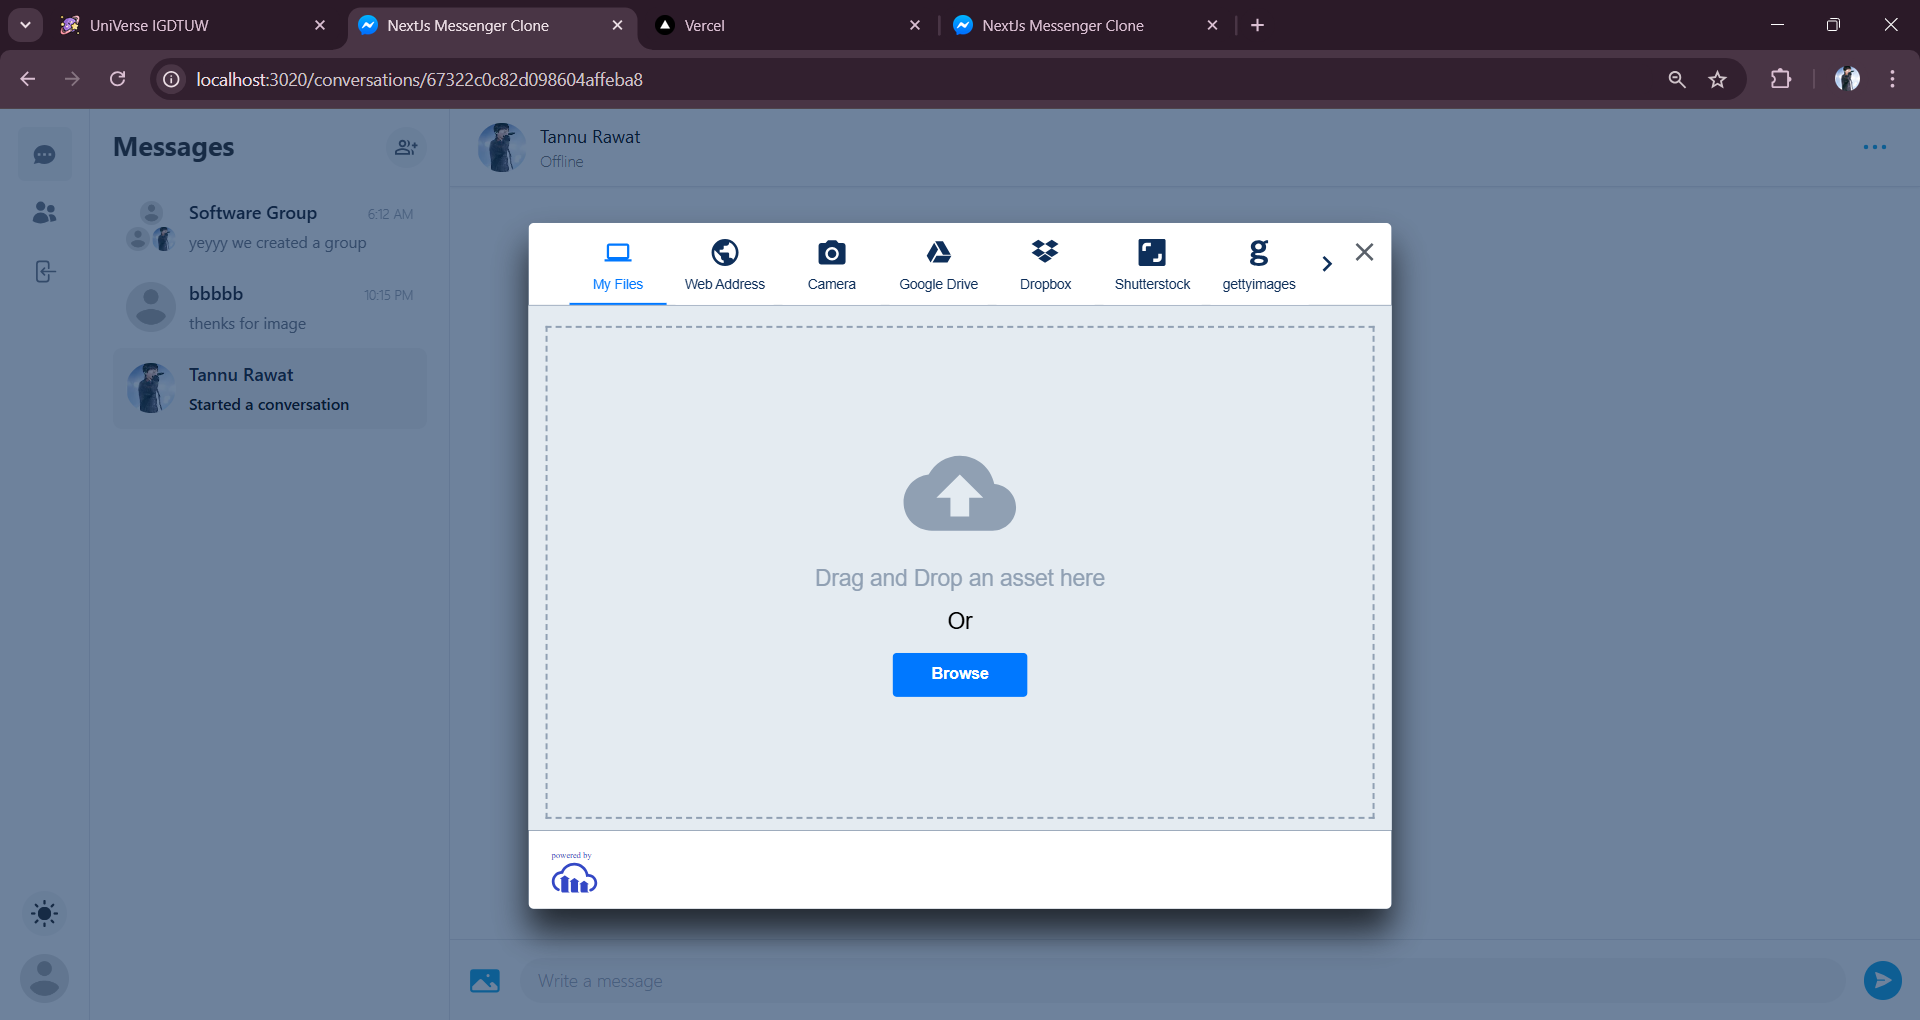 UniVerse IGDTUW
NextJs Messenger Clone
Vercel
NextJs Messenger Clone
localhost:3020/conversations/67322c0c82d098604affeba8
Messages
Tannu Rawat
Offline
Software Group
6:12 AM
yeyyy we created a group
bbbbb
10:15 PM
thenks for image
Tannu Rawat
Started a conversation
My Files
Web Address
Camera
Google Drive
Dropbox
Shutterstock
gettyimages
Drag and Drop an asset here
Or
Browse
powered by
Write a message